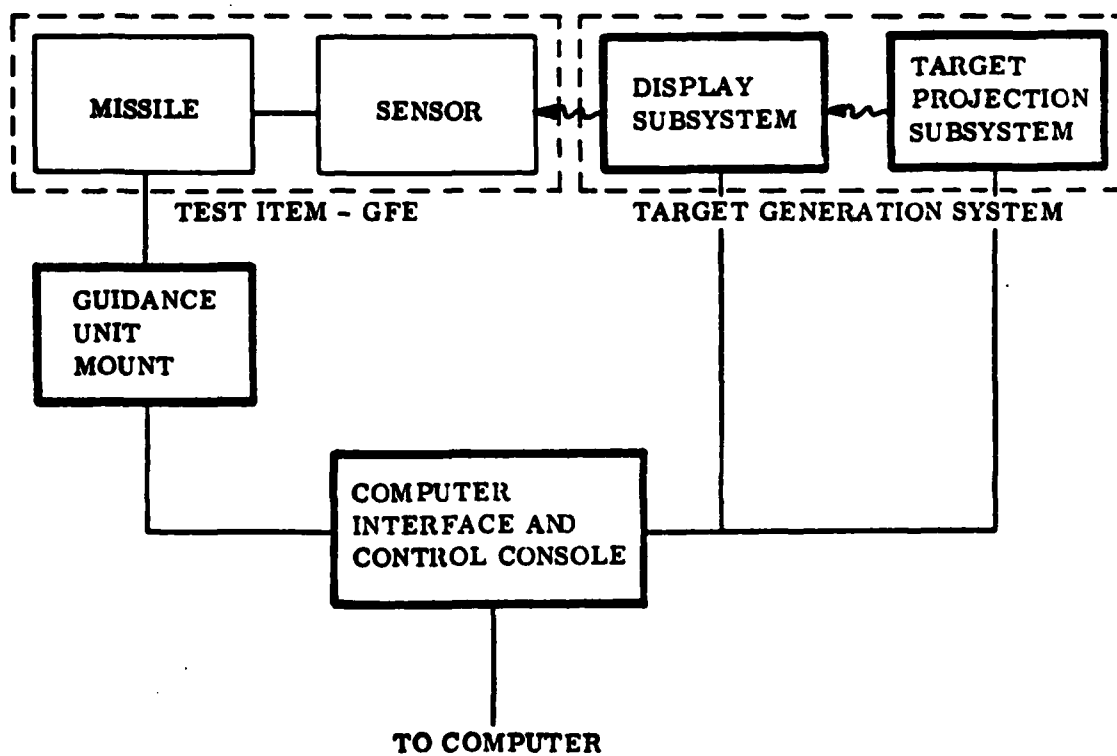 MISSILE
SENSOR
DISPLAY
SUBSYSTEM
TARGET
PROJECTION
SUBSYSTEM
TEST ITEM - GFE
TARGET GENERATION SYSTEM
GUIDANCE
UNIT
MOUNT
COMPUTER
INTERFACE AND
CONTROL CONSOLE
TO COMPUTER